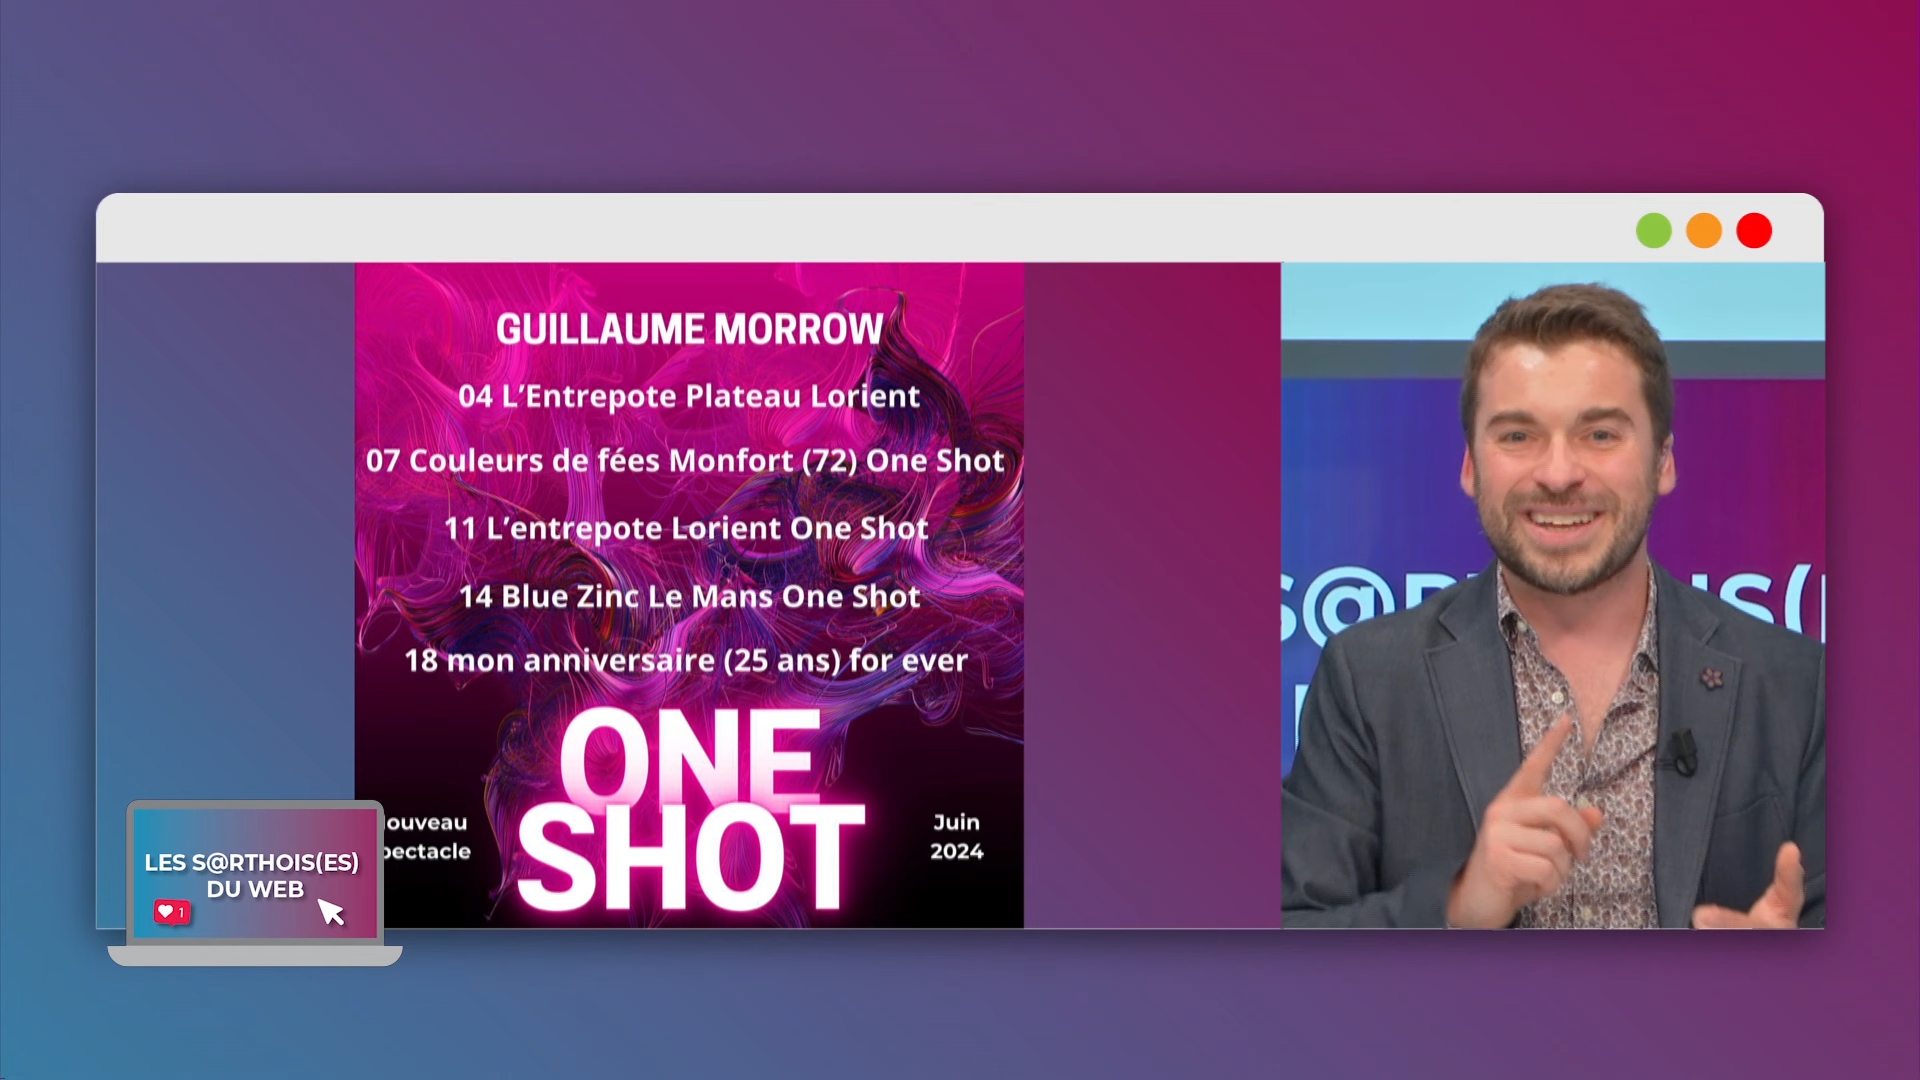 GUILLAUME MORROW
04 L’Entrepote Plateau Lorient
07 Couleurs de fées Monfort (72) One Shot
11 L’entrepote Lorient One Shot
14 Blue Zinc Le Mans One Shot
18 mon anniversaire (25 ans) for ever
ONE
SHOT
ouveau
pectacle
Juin
2024
LES S@RTHOIS(ES)
DU WEB
1